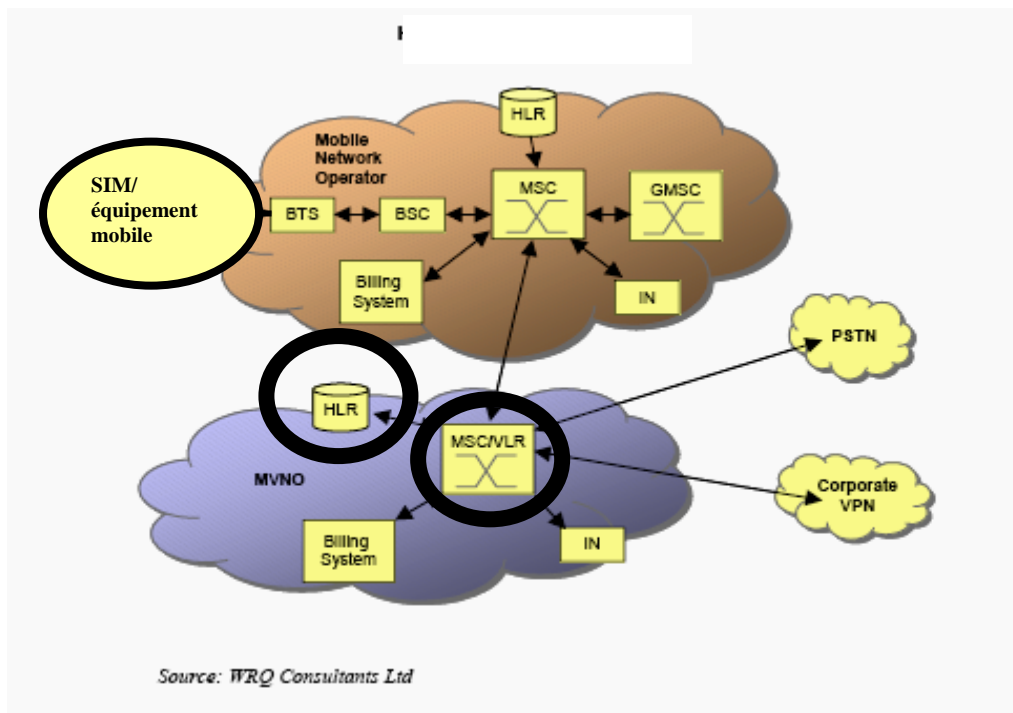 HLR
Mobile
Network
Operator
SIM/
équipement
mobile
MSC
GMSC
BTS
BSC
Billing
System
IN
PSTN
HLR
MSC/VLR
MVNO
Corporate
VPN
Billing
System
IN
Source: WRQ Consultants Ltd